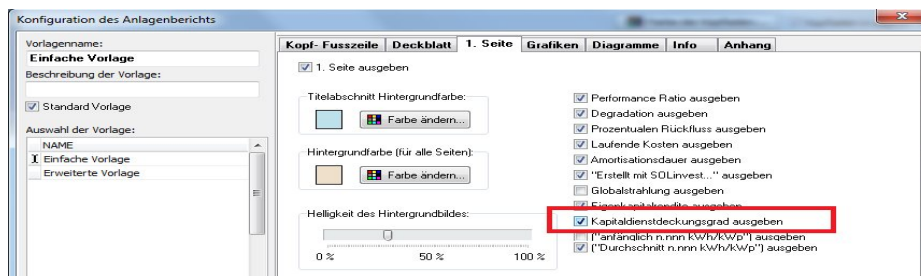 Konfiguration des Anlagenberichts
Vorlagenname:
Einfache Vorlage
Beschreibung der Vorlage:
Standard Vorlage
Auswahl der Vorlage:
NAME
Einfache Vorlage
Erweiterte Vorlage
Kopf- Fusszeile Deckblatt 1. Seite Grafiken Diagramme Info Anhang
1. Seite ausgeben
Titelabschnitt Hintergrundfarbe:
Farbe ändern...
Hintergrundfarbe (für alle Seiten):
Farbe ändern...
Helligkeit des Hintergrundbildes:
0 % 50 % 100 %
Performance Ratio ausgeben
Degradation ausgeben
Prozentualen Rückfluss ausgeben
Laufende Kosten ausgeben
Amortisationsdauer ausgeben
"Erstellt mit SOLinvest..." ausgeben
Globalstrahlung ausgeben
Eigenkapitalrendite ausgeben
Kapitaldienstdeckungsgrad ausgeben
("anfänglich n.nnn kWh/kWp") ausgeben
("Durchschnitt n.nnn kWh/kWp") ausgeben